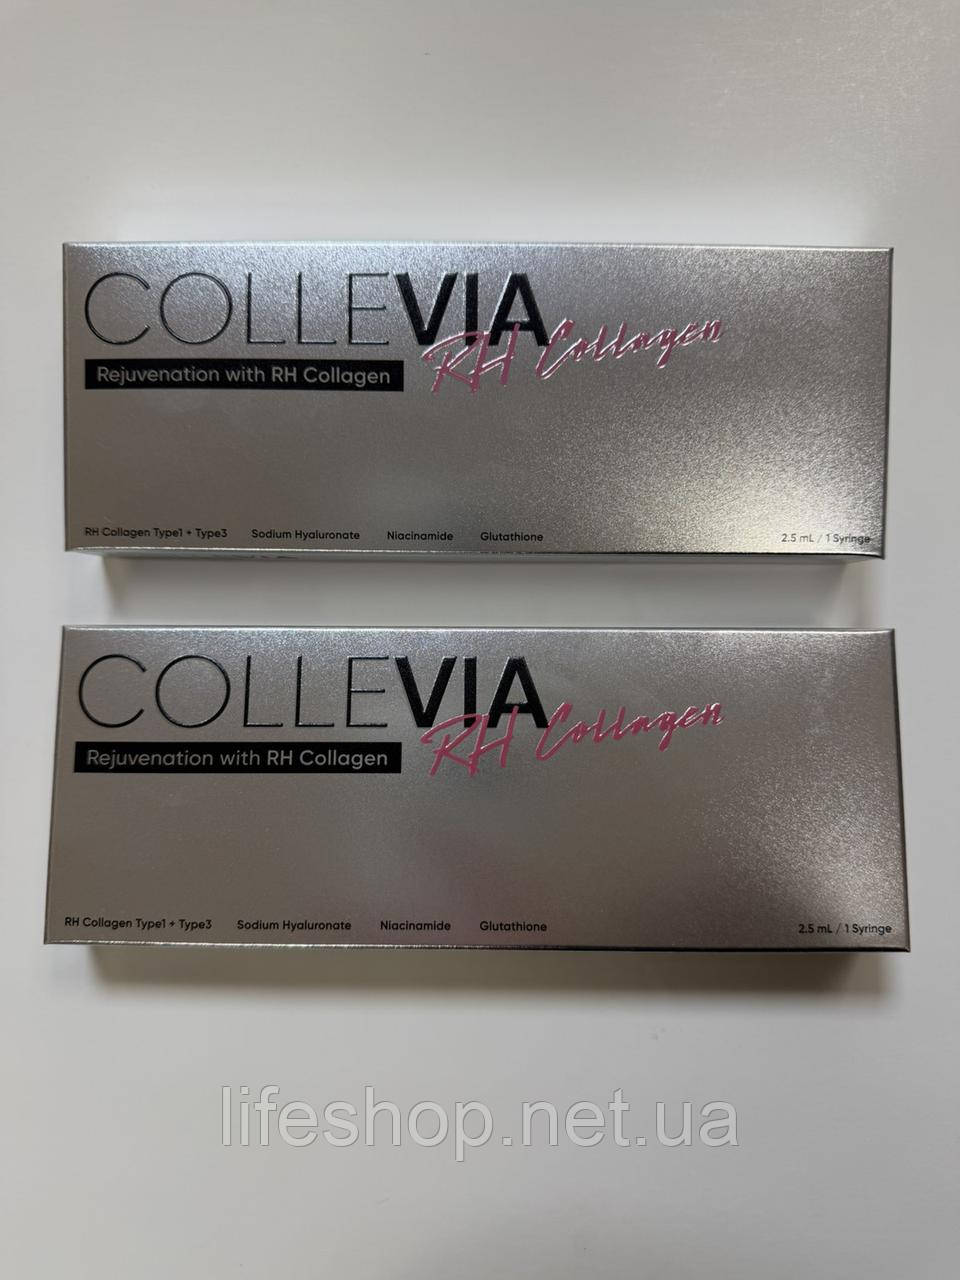 COLLEVIA
RH Collagen
Rejuvenation with RH Collagen
RH Collagen Type1 + Type3 Sodium Hyaluronate Niacinamide Glutathione 2.5 mL / 1 Syringe
COLLEVIA
RH Collagen
Rejuvenation with RH Collagen
RH Collagen Type1 + Type3 Sodium Hyaluronate Niacinamide Glutathione 2.5 mL / 1 Syringe
lifeshop.net.ua